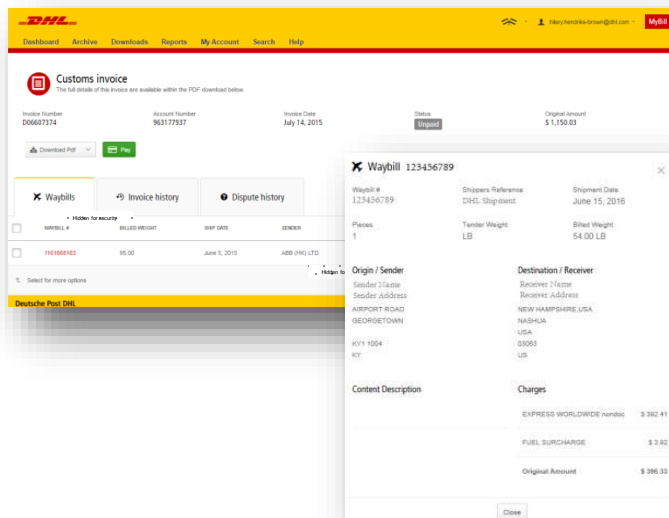 DHL
hillery.hendriks-brown@dhl.com
MyBill
Dashboard Archive Downloads Reports My Account Search Help
Customs invoice
The full details of this invoice are available within the PDF download below.
Invoice Number Account Number Invoice Date Status Original Amount
D06607374 963177937 July 14, 2015 Unpaid $ 1,150.03
Download Pdf Pay
Waybills Invoice history Dispute history
Hidden for security
WAYBILL # BILLED WEIGHT SHIP DATE SENDER
1161666163 95.00 June 5, 2015 ABB (HK) LTD
Hidden fo
Select for more options
Deutsche Post DHL
Waybill 123456789
Waybill # Shippers Reference Shipment Date
123456789 DHL Shipment June 15, 2016
Pieces Tender Weight Billed Weight
1 LB 54.00 LB
Origin / Sender Destination / Receiver
Sender Name Receiver Name
Sender Address Receiver Address
AIRPORT ROAD NEW HAMPSHIRE,USA
GEORGETOWN NASHUA
USA
KY1 1004 03063
KY US
Content Description Charges
EXPRESS WORLDWIDE nondoc $ 392.41
FUEL SURCHARGE $ 3.92
Original Amount $ 396.33
Close